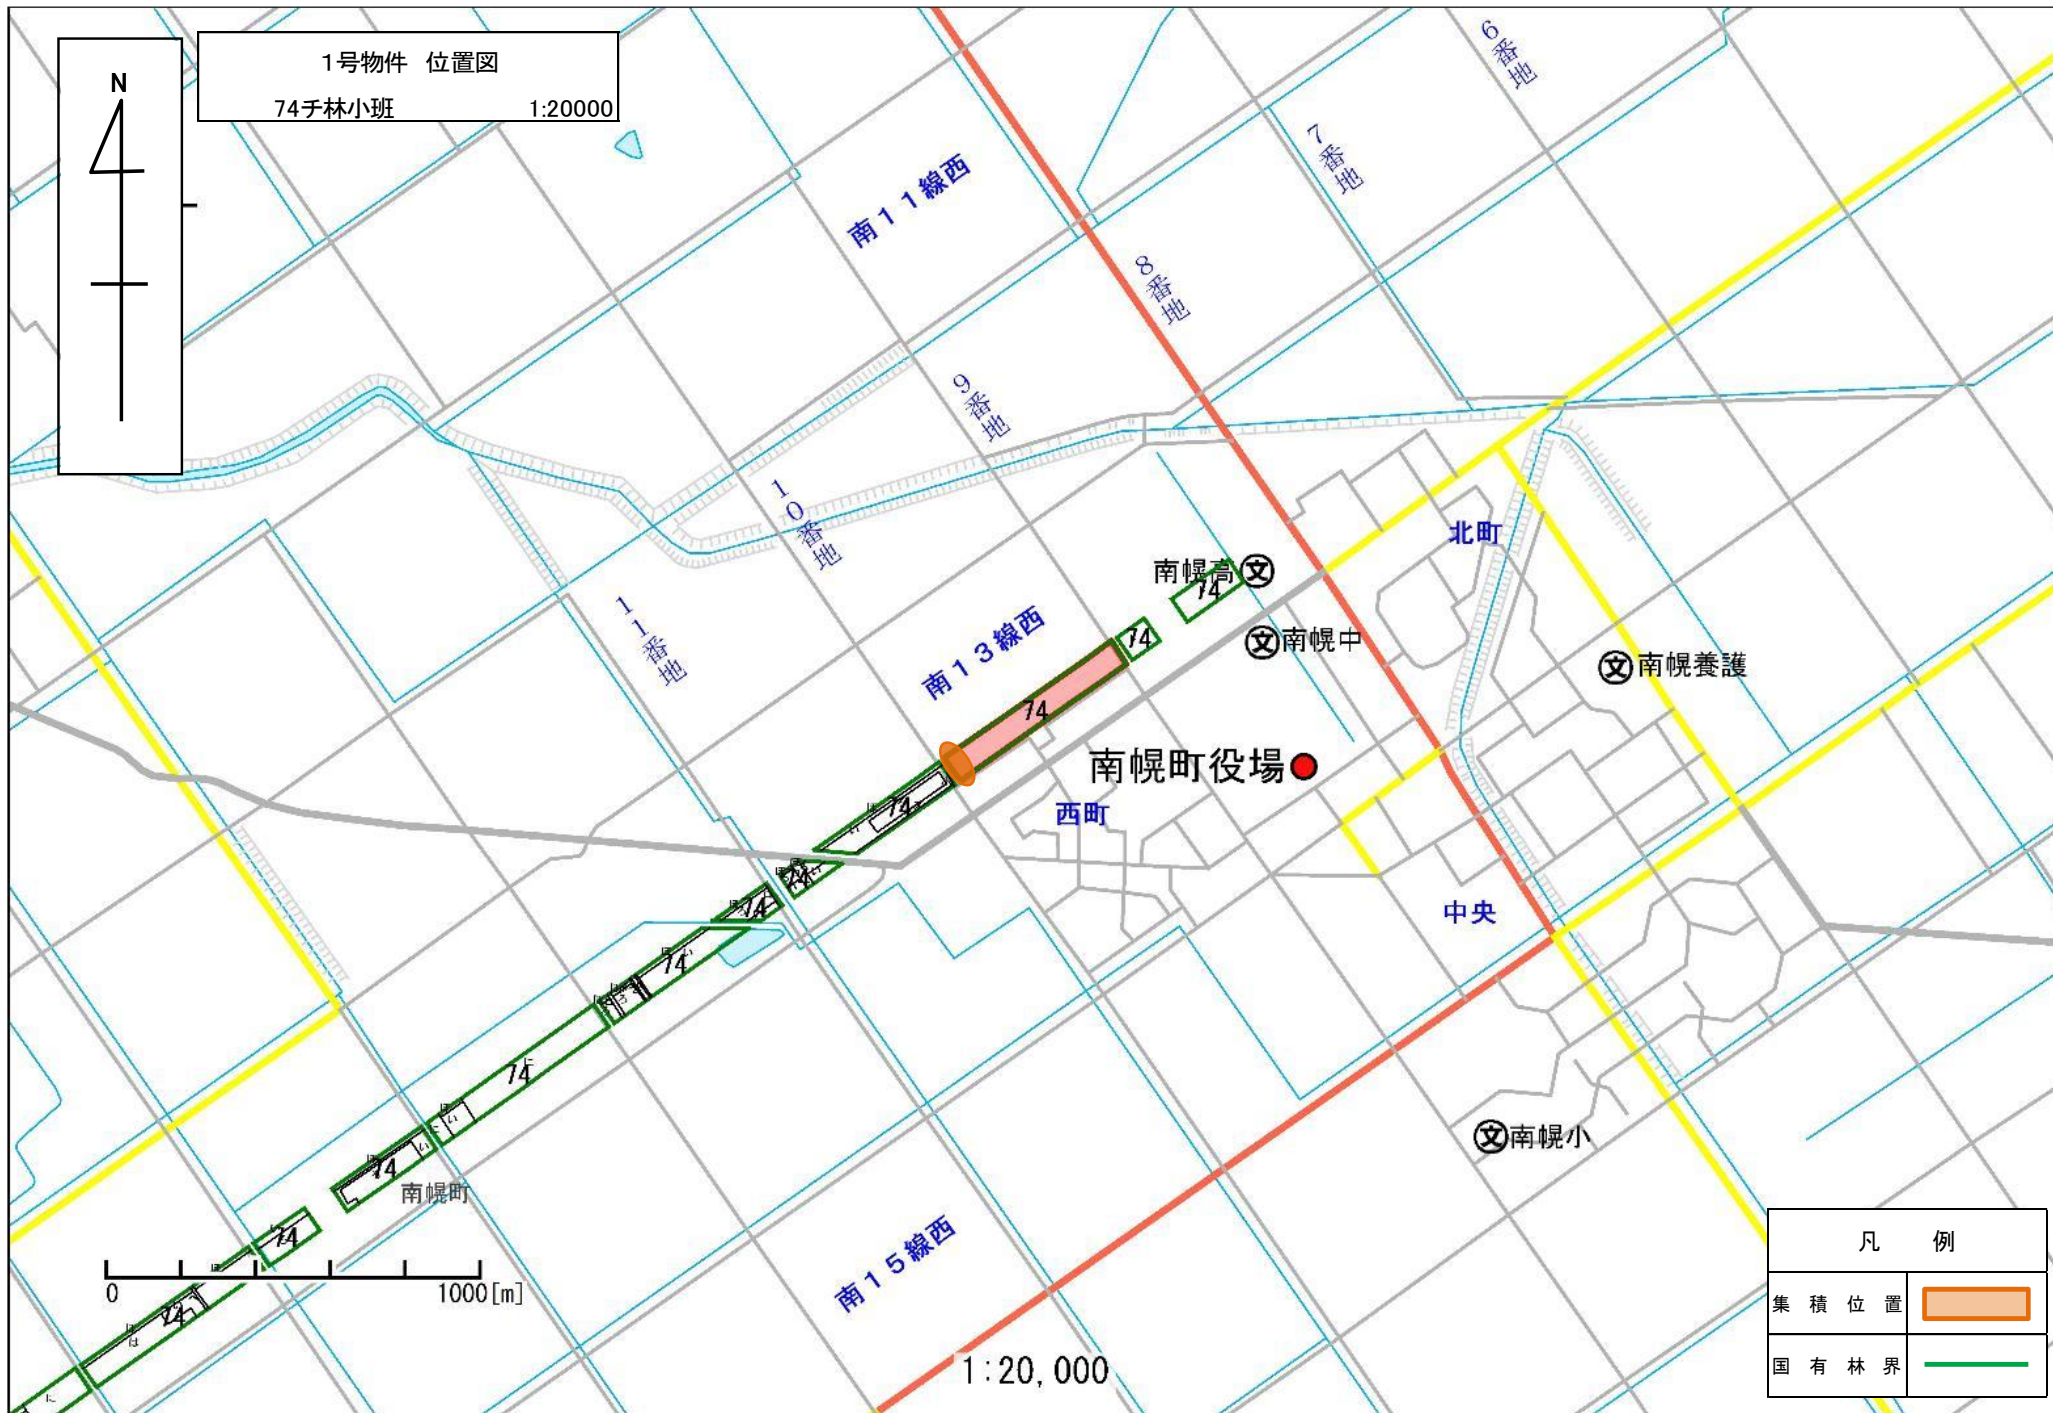 N
1号物件 位置図
74チ林小班 1:20000
6番地
7番地
南11線西
8番地
9番地
10番地
北町
南幌高
74
11番地
南13線西
74
南幌中
南幌養護
74
南幌町役場
74
西町
74
74
中央
74
74
74
南幌町
南幌小
74
0 1000[m]
74
南15線西
1:20,000
凡例
集積位置
国有林界